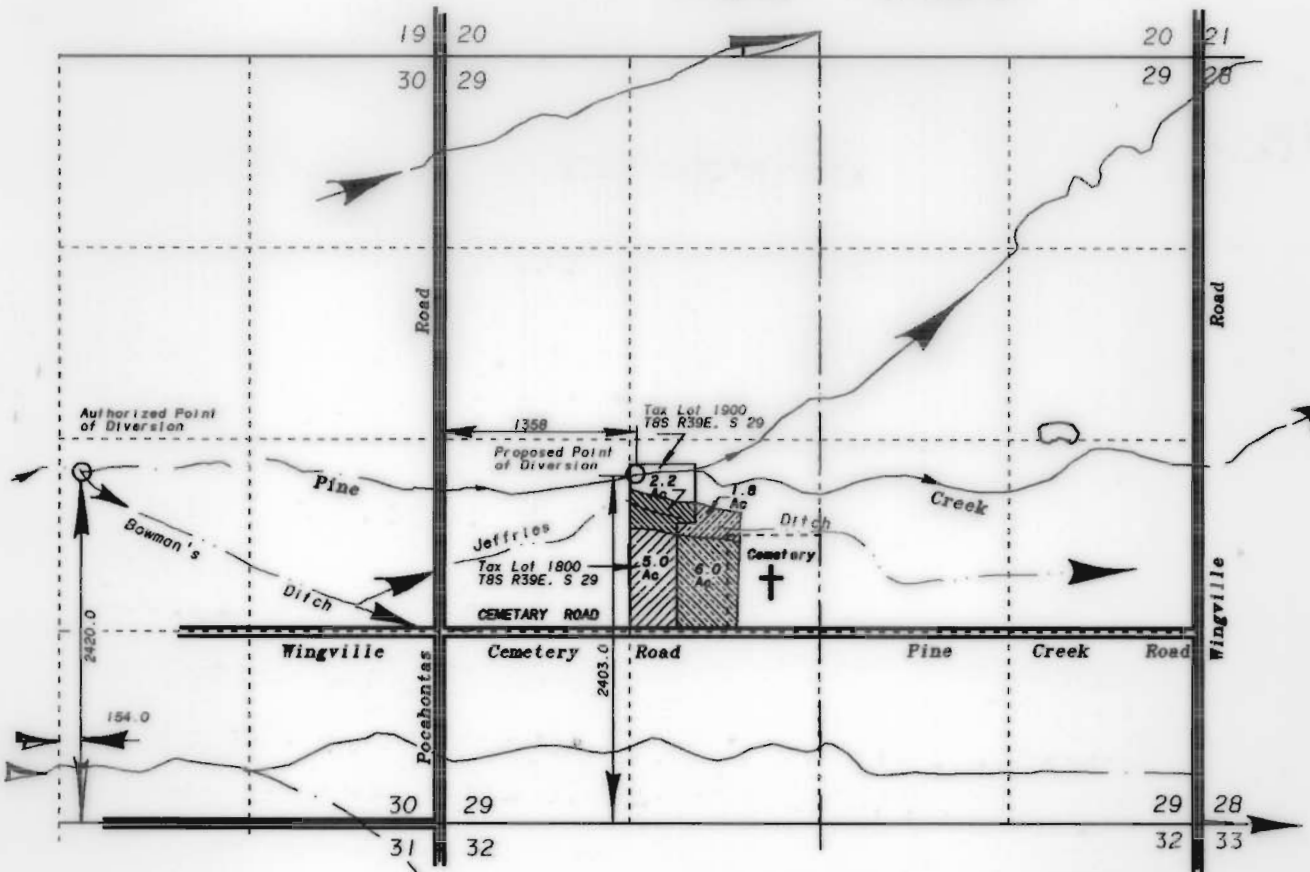 19 20
20 21
30 29
29 28
Road
Road
Authorized Point
of Diversion
1358
Tax Lot 1900
T8S R39E. S 29
Proposed Point
of Diversion
Pine
2.2
Ac
1.8
Ac
Creek
Bowman's
Ditch
Jeffries
Ditch
Tax Lot 1800
T8S R39E. S 29
5.0
Ac
6.0
Ac
Cemetary
CEMETARY ROAD
2420.0
Wingville
Cemetery
Road
Pine
Creek
Road
Wingville
2403.0
Pocahontas
154.0
30 29
29 28
31 32
32 33